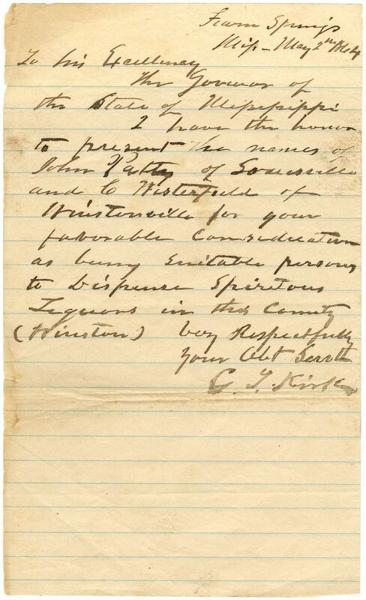 Fearn Springs
Miss - May 2nd 1864
To his Excellency
The Govenor of
the State of Mississippi
I have the honor
to present the names of
John Patty of Louisville
and C Westerfield of
Winstonville for your
favorable Consideration
as being Suitable persons
to Dispense Spiritous
Liquors in this County
(Winston) Very Respectfully
Your Obt Servt
Kirk